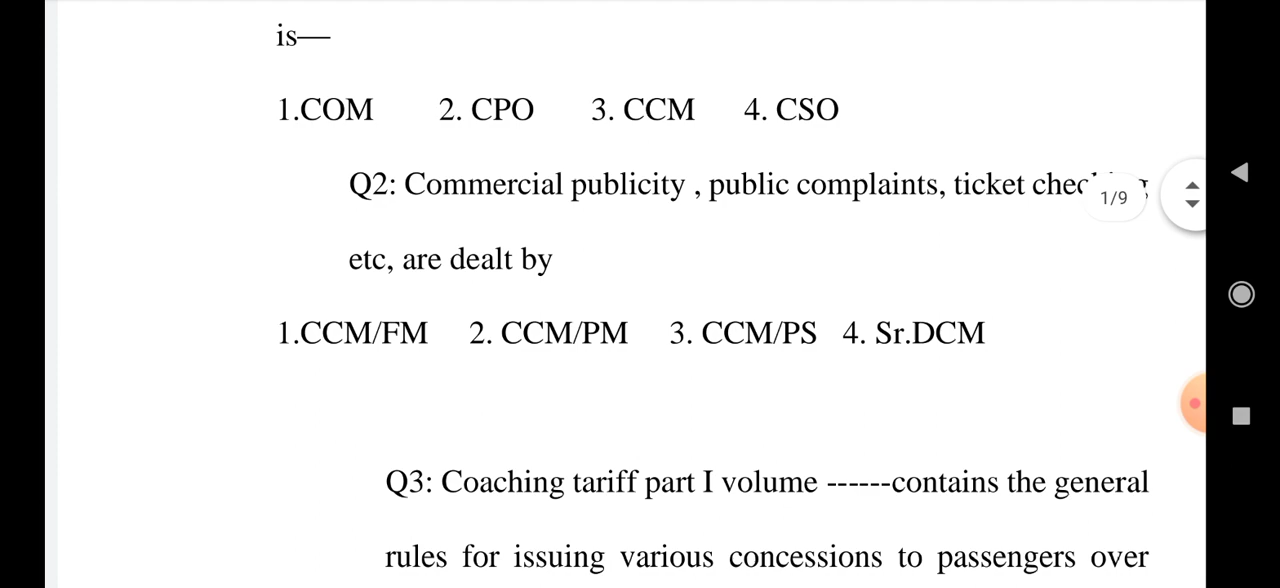 is—
1.COM 2. CPO 3. CCM 4. CSO
Q2: Commercial publicity , public complaints, ticket
1/9
etc, are dealt by
1.CCM/FM 2. CCM/PM 3. CCM/PS 4. Sr.DCM
Q3: Coaching tariff part I volume ------contains the general
rules for issuing various concessions to passengers over